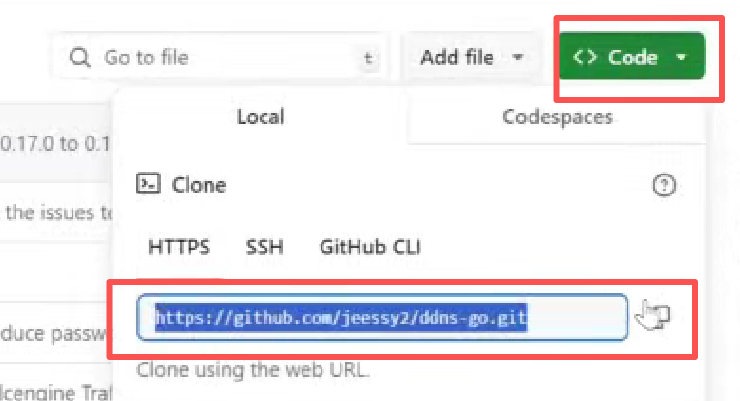 Go to file t Add file <> Code
Local Codespaces
0.17.0 to 0.1
Clone
the issues to
HTTPS SSH GitHub CLI
https://github.com/jeessy2/ddns-go.git
duce passw
Clone using the web URL.
lcengine Traf